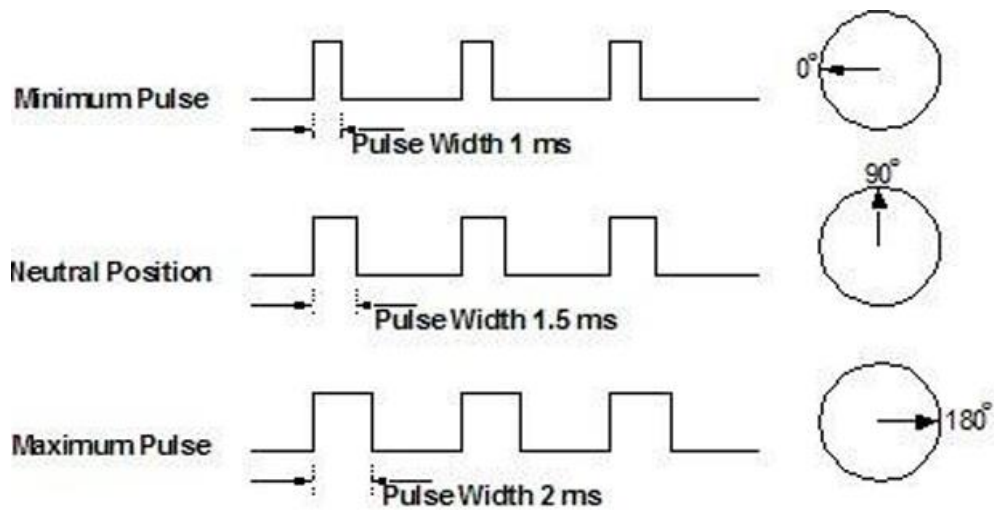 0°
Minimum Pulse
Pulse Width 1 ms
90°
Neutral Position
Pulse Width 1.5 ms
180°
Maximum Pulse
Pulse Width 2 ms